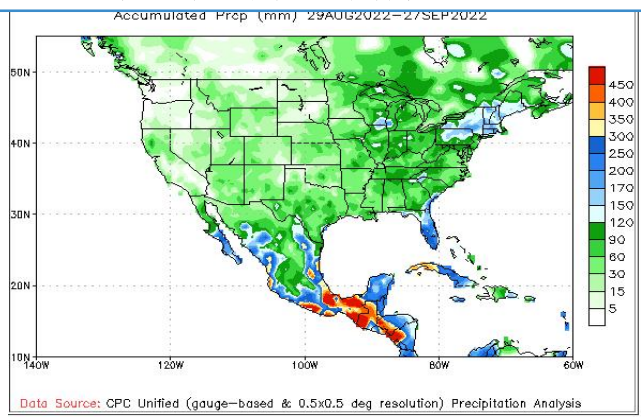 Accumulated Prcp (mm) 29AUG2022–27SEP2022
50N
40N
30N
20N
10N
140W
120W
100W
80W
60W
450
400
350
300
250
200
170
150
120
90
60
30
15
5
Data Source: CPC Unified (gauge-based & 0.5x0.5 deg resolution) Precipitation Analysis